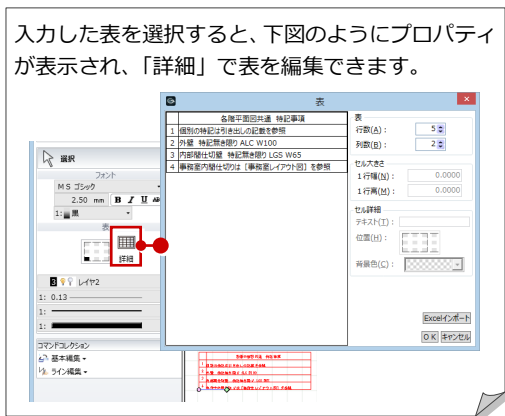 入力した表を選択すると、下図のようにプロパティ
が表示され、「詳細」で表を編集できます。
表
各階平面図共通 特記事項
1 個別の特記は引き出しの記載を参照
2 外壁 特記無き限り ALC W100
3 内部間仕切壁 特記無き限り LGS W65
4 事務室内間仕切りは［事務室レイアウト図］を参照
表
行数(A)： 5
列数(B)： 2
セル大きさ
1行幅(N)： 0.0000
1行高(M)： 0.0000
セル詳細
テキスト(T)：
位置(H)：
背景色(C)：
Excelインポート
OK キャンセル
選択
フォント
MS ゴシック
2.50 mm B I U AB
1: 黒
表
詳細
3 レイヤ2
1: 0.13
1:
1:
コマンドコレクション
基本編集
ライン編集